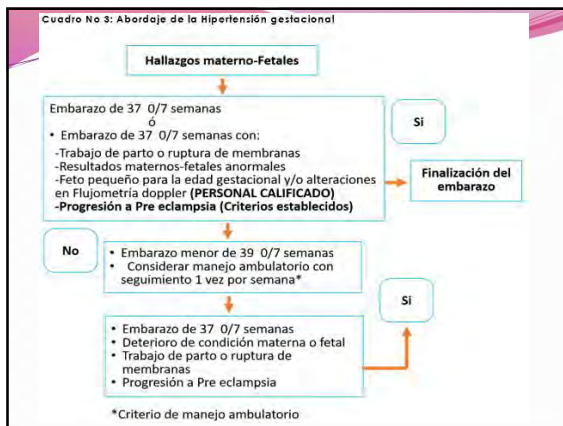 Cuadro No 3: Abordaje de la Hipertensión gestacional
Hallazgos materno-Fetales
Embarazo de 37 0/7 semanas
ó
• Embarazo de 37 0/7 semanas con:
-Trabajo de parto o ruptura de membranas
-Resultados maternos-fetales anormales
-Feto pequeño para la edad gestacional y/o alteraciones
en Flujometría doppler (PERSONAL CALIFICADO)
-Progresión a Pre eclampsia (Criterios establecidos)
Si
Finalización del
embarazo
No
• Embarazo menor de 39 0/7 semanas
• Considerar manejo ambulatorio con
seguimiento 1 vez por semana*
Si
• Embarazo de 37 0/7 semanas
• Deterioro de condición materna o fetal
• Trabajo de parto o ruptura de
membranas
• Progresión a Pre eclampsia
*Criterio de manejo ambulatorio